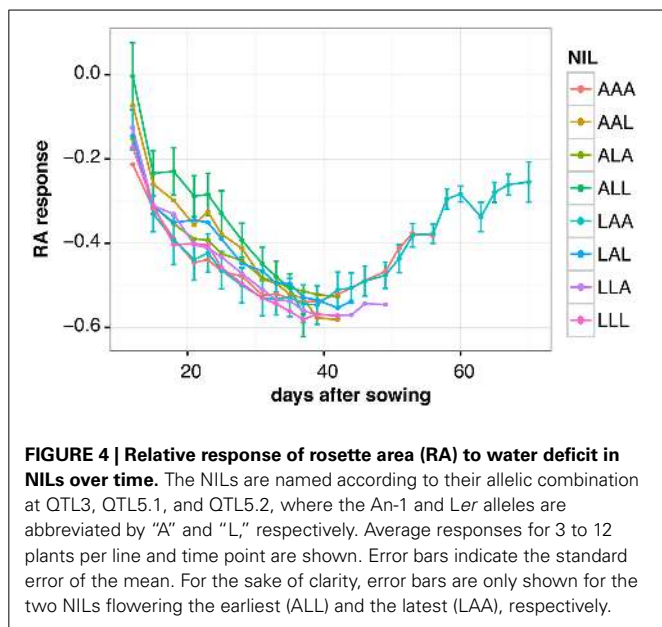 0.0
−0.2
−0.4
−0.6
RA response
20
40
60
days after sowing
NIL
AAA
AAL
ALA
ALL
LAA
LAL
LLA
LLL
FIGURE 4 | Relative response of rosette area (RA) to water deficit in
NILs over time. The NILs are named according to their allelic combination
at QTL3, QTL5.1, and QTL5.2, where the An-1 and Ler alleles are
abbreviated by "A" and "L," respectively. Average responses for 3 to 12
plants per line and time point are shown. Error bars indicate the standard
error of the mean. For the sake of clarity, error bars are only shown for the
two NILs flowering the earliest (ALL) and the latest (LAA), respectively.